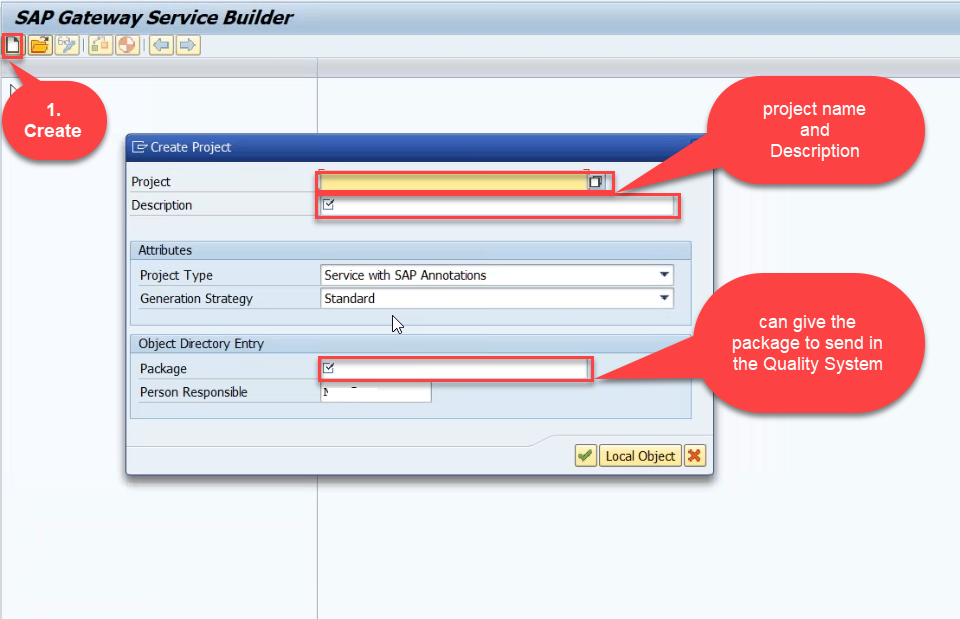 SAP Gateway Service Builder
1.
Create
Create Project
project name
and
Description
Project
Description
Attributes
Project Type Service with SAP Annotations
Generation Strategy Standard
Object Directory Entry
can give the
package to send in
the Quality System
Package
Person Responsible
Local Object